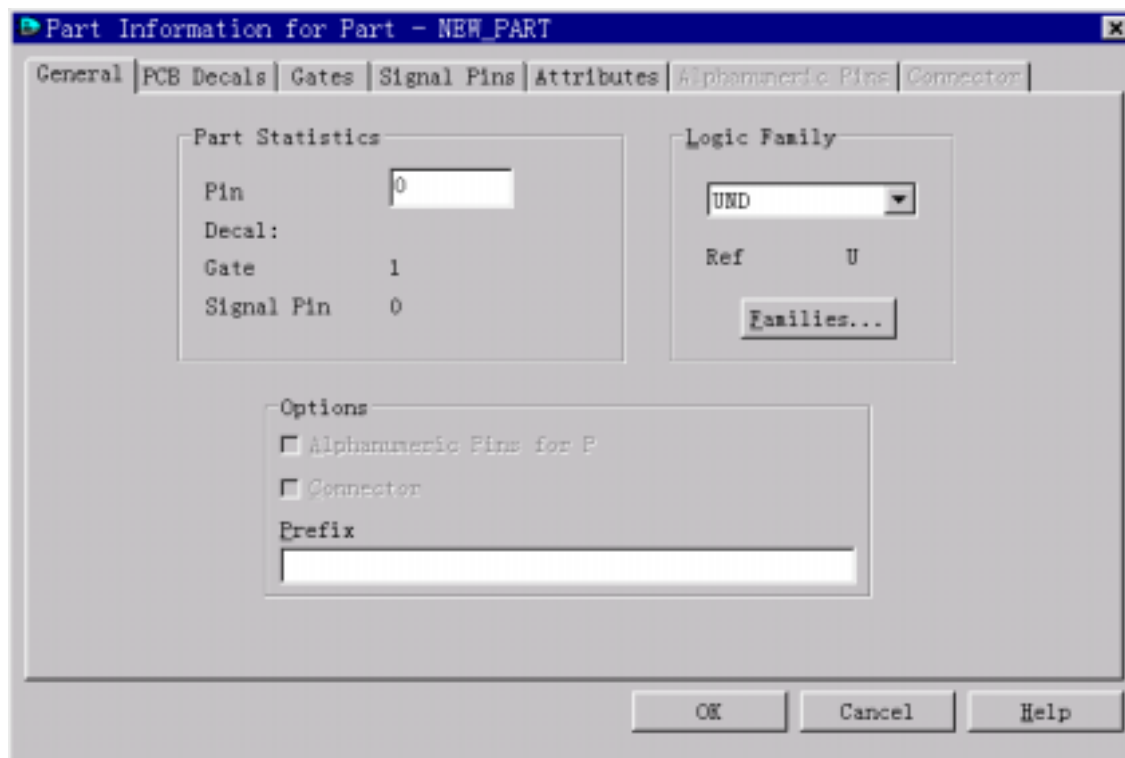 Part Information for Part - NEW_PART
General PCB Decals Gates Signal Pins Attributes Alphanumeric Pins Connector
Part Statistics
Pin 0
Decal:
Gate 1
Signal Pin 0
Logic Family
UND
Ref U
Families...
Options
Alphanumeric Pins for P
Connector
Prefix
OK Cancel Help